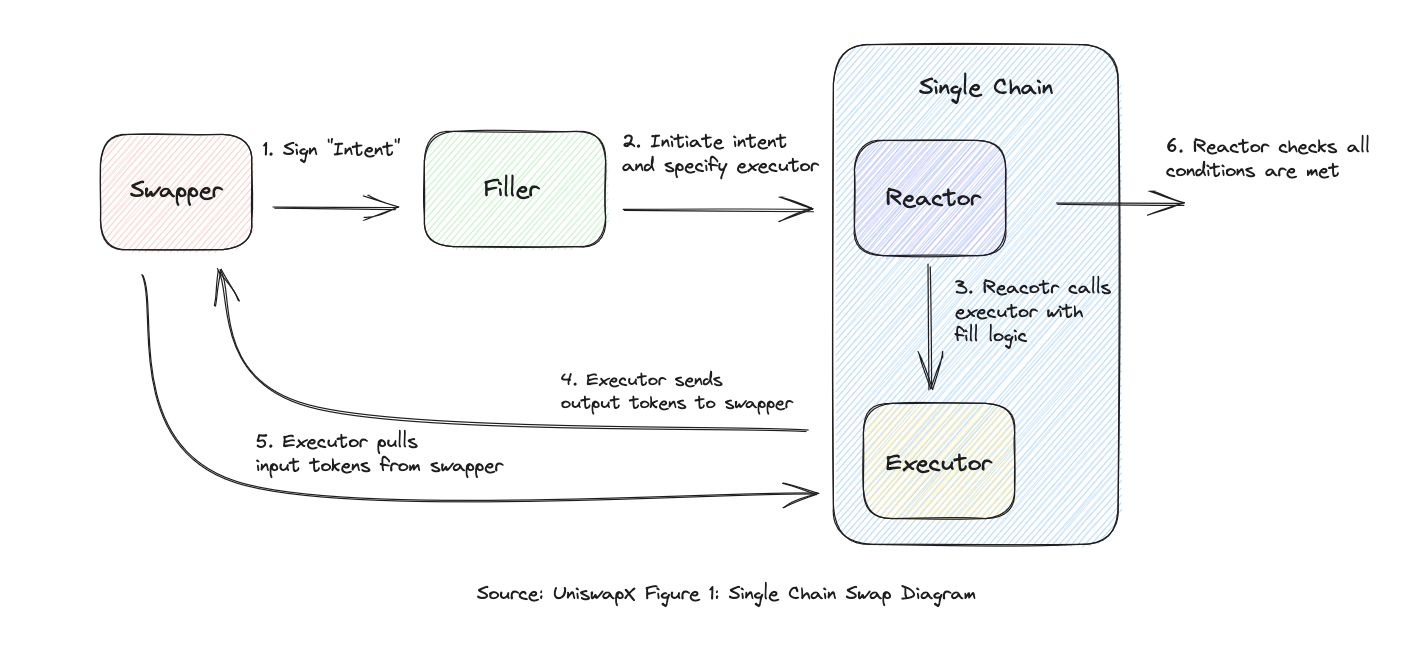 Single Chain
1. Sign "Intent"
2. Initiate intent
and specify executor
6. Reactor checks all
conditions are met
Swapper
Filler
Reactor
3. Reacotr calls
executor with
fill logic
4. Executor sends
output tokens to swapper
5. Executor pulls
input tokens from swapper
Executor
Source: UniswapX Figure 1: Single Chain Swap Diagram